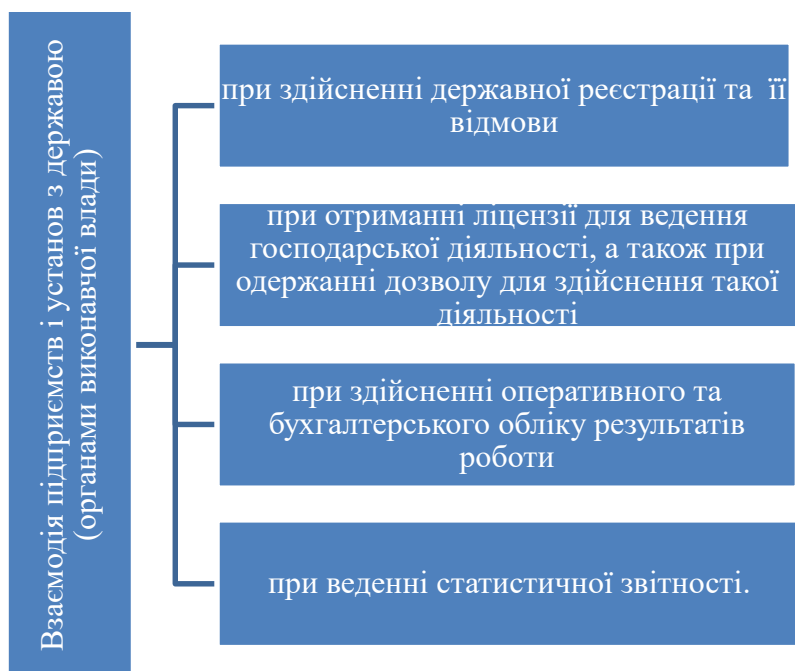 Взаємодія підприємств і установ з державою
(органами виконавчої влади)
при здійсненні державної реєстрації та її
відмови
при отриманні ліцензії для ведення
господарської діяльності, а також при
одержанні дозволу для здійснення такої
діяльності
при здійсненні оперативного та
бухгалтерського обліку результатів
роботи
при веденні статистичної звітності.